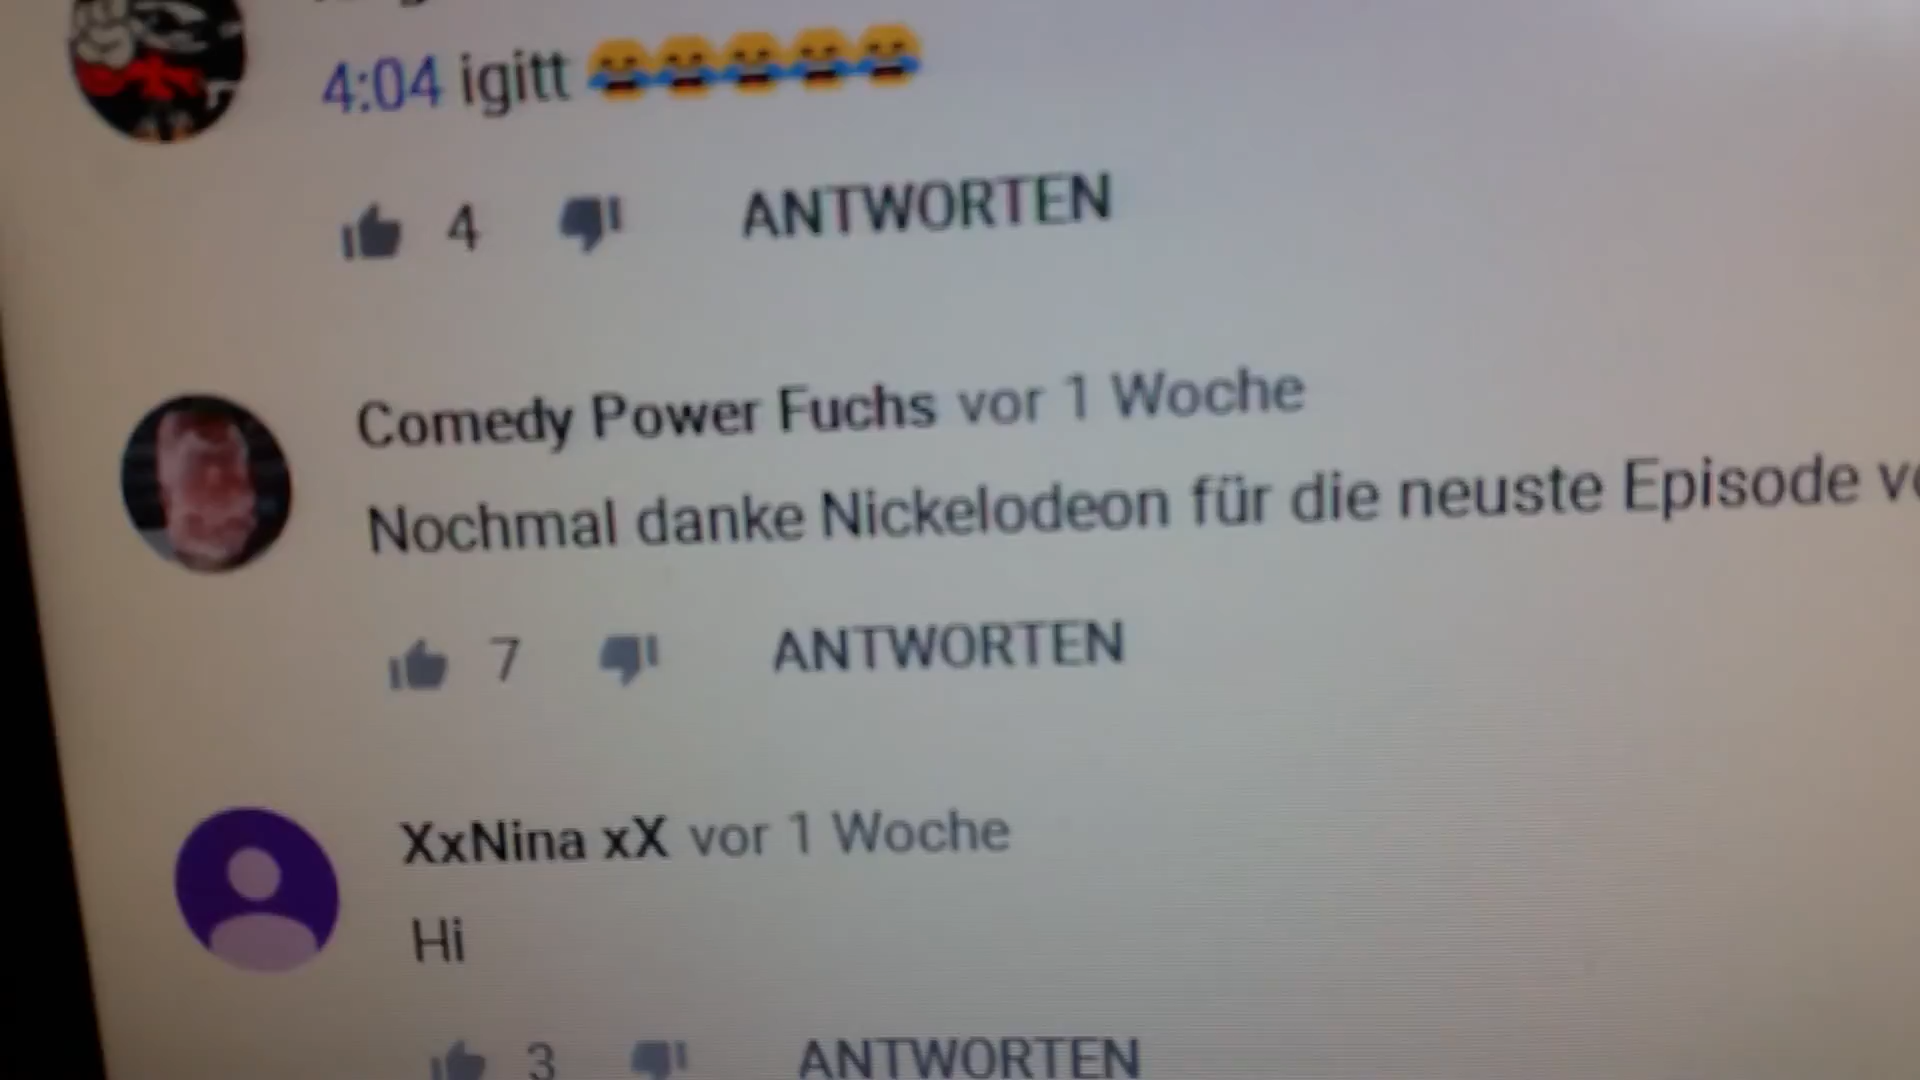 4:04 igitt 😂😂😂😂😂
4 ANTWORTEN
Comedy Power Fuchs vor 1 Woche
Nochmal danke Nickelodeon für die neuste Episode
7 ANTWORTEN
XxNina xX vor 1 Woche
Hi
3 ANTWORTEN